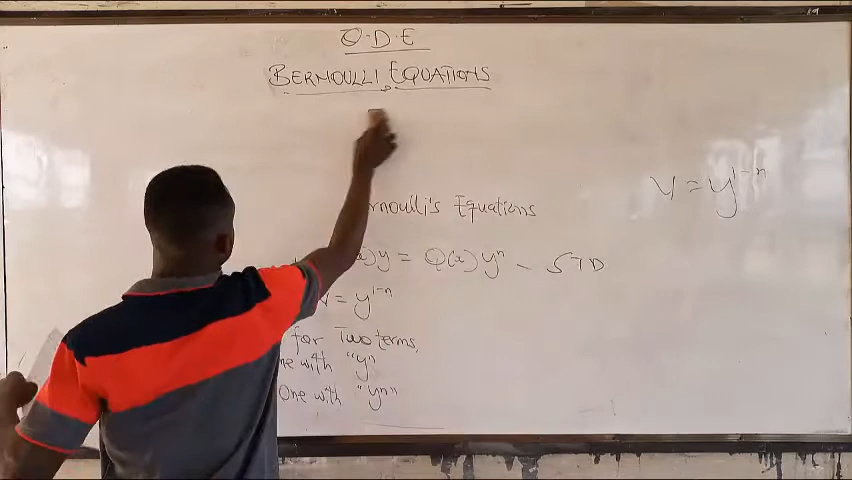 O.D.E
BERNOULLI EQUATIONS
rnoulli's Equations
y = Q(x)yⁿ - STD
V = y¹⁻ⁿ
V = y¹⁻ⁿ
for Two terms,
ne with "y"
One with "yⁿ"